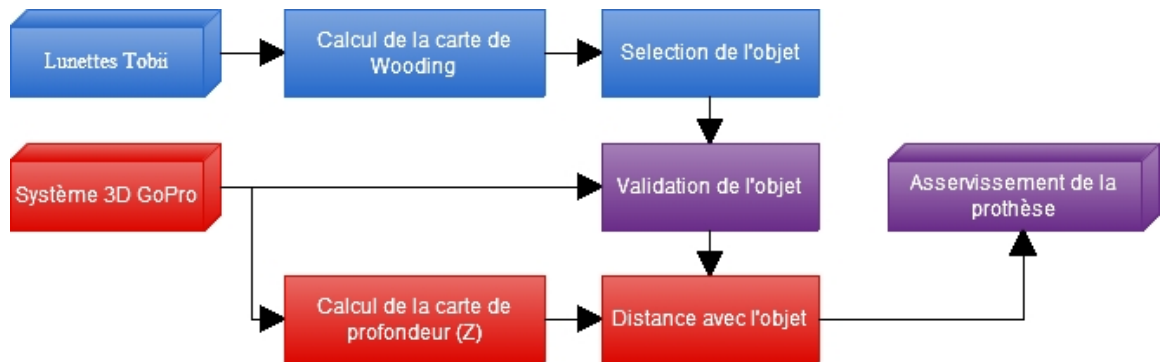 Lunettes Tobii
Calcul de la carte de
Wooding
Selection de l'objet
Système 3D GoPro
Validation de l'objet
Asservissement de la
prothèse
Calcul de la carte de
profondeur (Z)
Distance avec l'objet